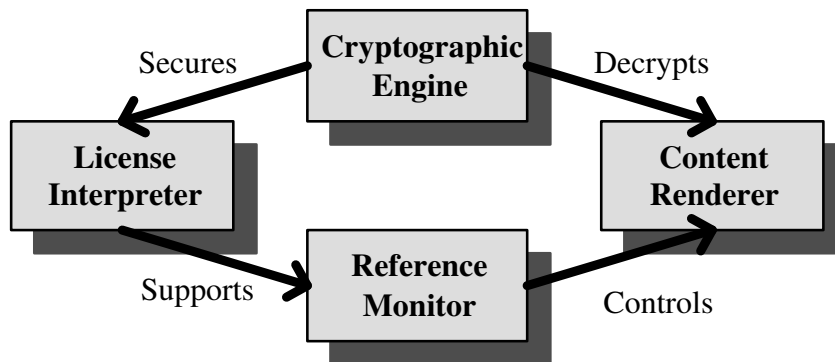 Cryptographic
Engine
Secures
Decrypts
License
Interpreter
Content
Renderer
Reference
Monitor
Supports
Controls